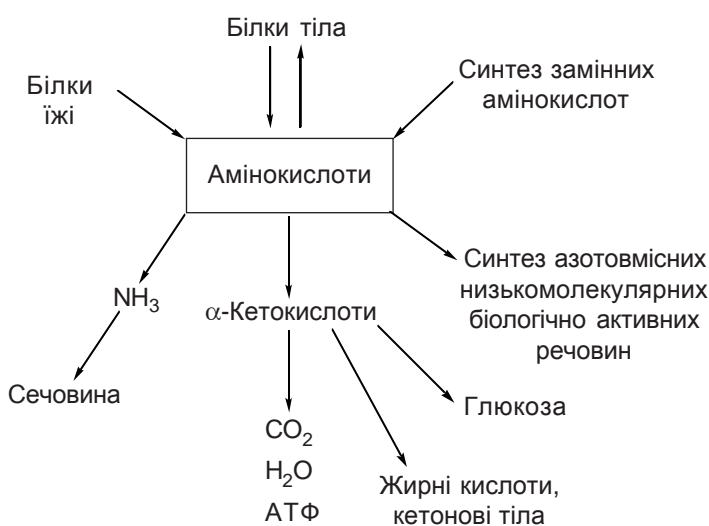 Білки тіла
Білки
їжі
Синтез замінних
амінокислот
Амінокислоти
NH₃
α-Кетокислоти
Синтез азотовмісних
низькомолекулярних
біологічно активних
речовин
Сечовина
Глюкоза
CO₂
H₂O
АТФ
Жирні кислоти,
кетонові тіла